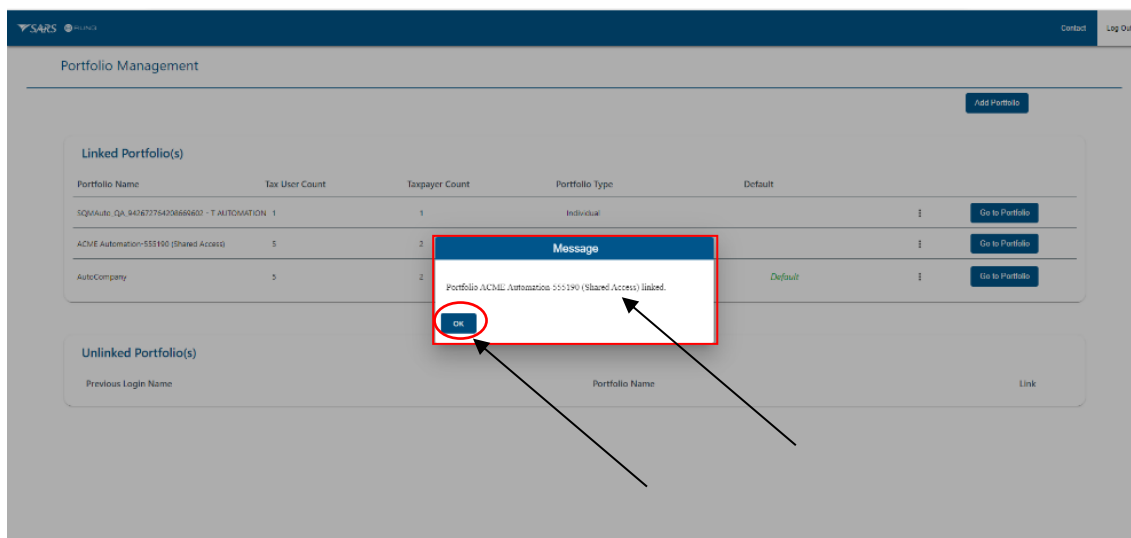 SARS eFILING
Contact
Log Out
Portfolio Management
Add Portfolio
Linked Portfolio(s)
Portfolio Name Tax User Count Taxpayer Count Portfolio Type Default
SQMAuto_QA_942672764208669602 - T AUTOMATION 1 1 Individual Go to Portfolio
ACME Automation-555190 (Shared Access) 5 2 Go to Portfolio
AutoCompany 5 2 Default Go to Portfolio
Message
Portfolio ACME Automation 555190 (Shared Access) linked.
OK
Unlinked Portfolio(s)
Previous Login Name Portfolio Name Link